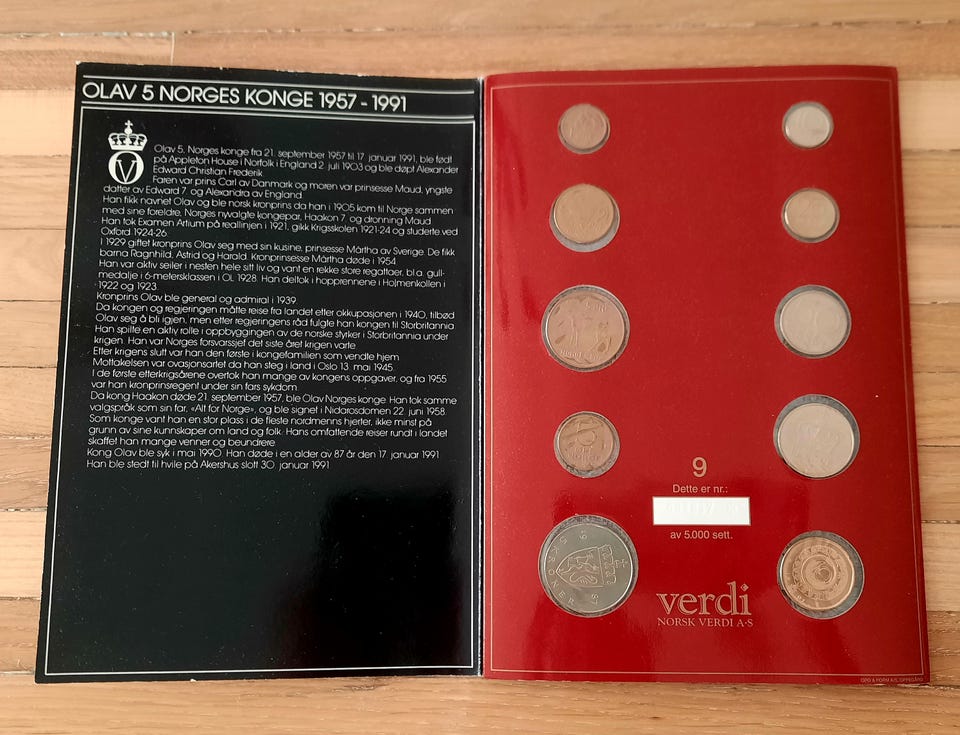 OLAV 5 NORGES KONGE 1957 - 1991
Olav 5, Norges konge fra 21. september 1957 til 17. januar 1991, ble født
på Appleton House i Norfolk i England 2. juli 1903 og ble døpt Alexander
Edward Christian Frederik
Faren var prins Carl av Danmark og moren var prinsesse Maud, yngste
datter av Edward 7. og Alexandra av England
Han fikk navnet Olav og ble norsk kronprins da han i 1905 kom til Norge sammen
med sine foreldre, Norges nyvalgte kongepar, Haakon 7. og dronning Maud.
Han tok Examen Artium på reallinjen i 1921, gikk Krigsskolen 1921-24 og studerte ved
Oxford 1924-26.
I 1929 giftet kronprins Olav seg med sin kusine, prinsesse Märtha av Sverige. De fikk
barna Ragnhild, Astrid og Harald. Kronprinsesse Märtha døde i 1954.
Han var aktiv seiler i nesten hele sitt liv og vant en rekke store regattaer, bl.a. gull-
medalje i 6-metersklassen i OL 1928. Han deltok i hopprennene i Holmenkollen i
1922 og 1923.
Kronprins Olav ble general og admiral i 1939
Da kongen og regjeringen måtte reise fra landet etter okkupasjonen i 1940, tilbød
Olav seg å bli igjen, men etter regjeringens råd fulgte han kongen til Storbritannia
Han spilte en aktiv rolle i oppbyggingen av de norske styrker i Storbritannia under
krigen. Han var Norges forsvarssjef det siste året krigen varte.
Etter krigens slutt var han den første i kongefamilien som vendte hjem.
Mottakelsen var ovasjonsartet da han steg i land i Oslo 13. mai 1945.
I de første etterkrigsårene overtok han mange av kongens oppgaver, og fra 1955
var han kronprinsregent under sin fars sykdom.
Da kong Haakon døde 21. september 1957, ble Olav Norges konge. Han tok samme
valgspråk som sin far, «Alt for Norge», og ble signet i Nidarosdomen 22. juni 1958.
Som konge vant han en stor plass i de fleste nordmenns hjerter, ikke minst på
grunn av sine kunnskaper om land og folk. Hans omfattende reiser rundt i landet
skaffet han mange venner og beundrere.
Kong Olav ble syk i mai 1990. Han døde i en alder av 87 år den 17. januar 1991
Han ble stedt til hvile på Akershus slott 30. januar 1991
9
Dette er nr.:
av 5.000 sett.
verdi
NORSK VERDI A·S
19 5 KRONER 87
10